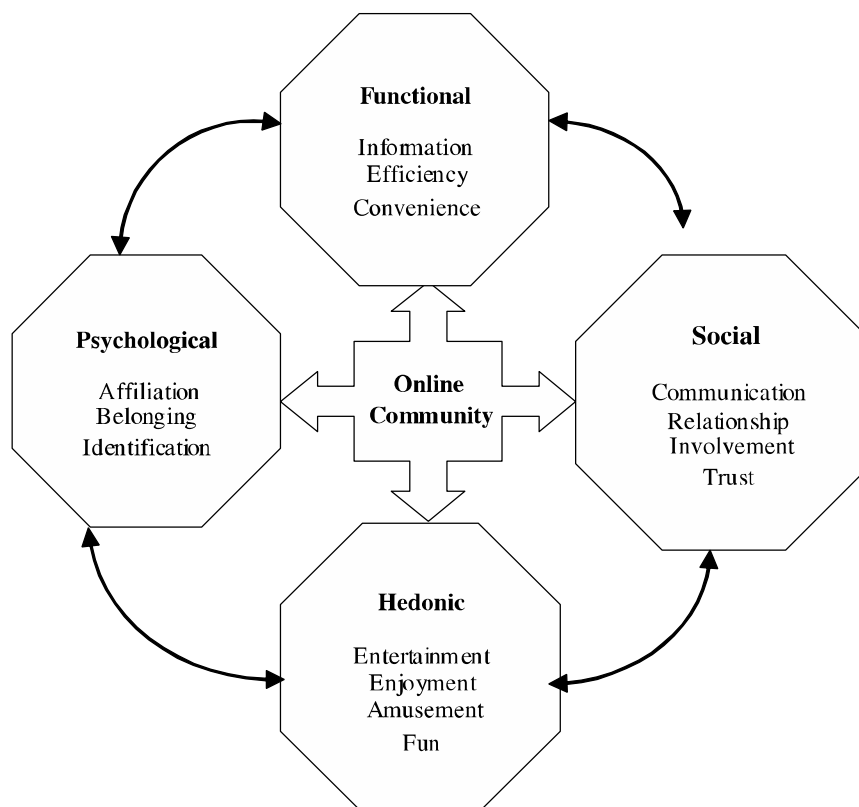 Functional
Information
Efficiency
Convenience
Psychological
Affiliation
Belonging
Identification
Online
Community
Social
Communication
Relationship
Involvement
Trust
Hedonic
Entertainment
Enjoyment
Amusement
Fun